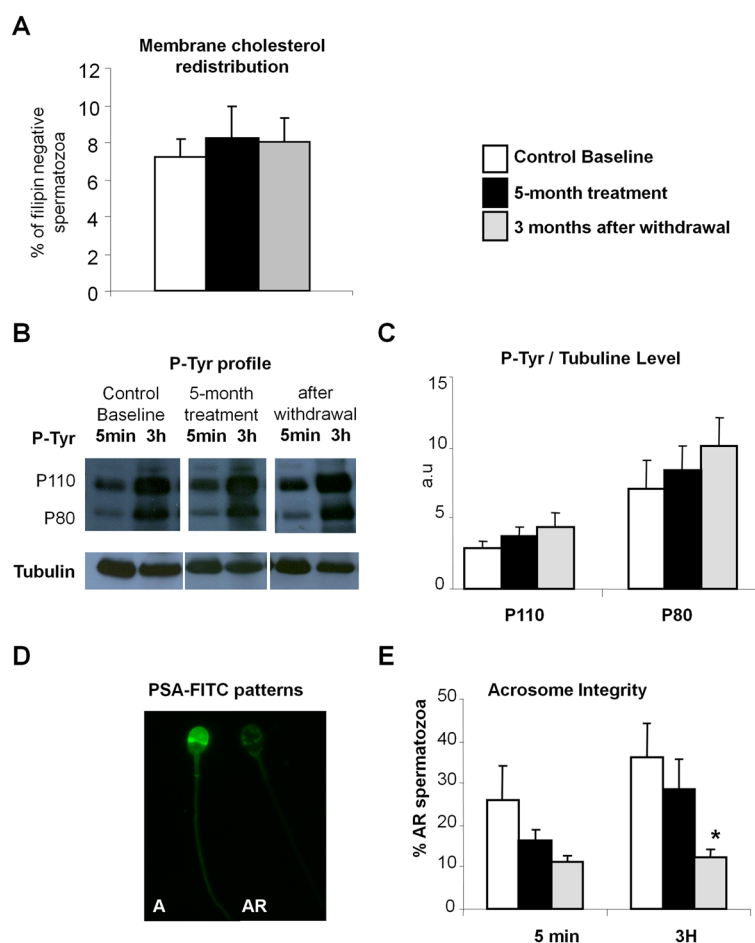 A
Membrane cholesterol
redistribution
% of filipin negative
spermatozoa
12
10
8
6
4
2
0
Control Baseline
5-month treatment
3 months after withdrawal
B
P-Tyr profile
Control
Baseline
5-month
treatment
after
withdrawal
P-Tyr
5min 3h 5min 3h 5min 3h
P110
P80
Tubulin
C
P-Tyr / Tubuline Level
a.u
15
10
5
0
P110 P80
D
PSA-FITC patterns
A AR
E
Acrosome Integrity
% AR spermatozoa
50
40
30
20
10
0
*
5 min 3H